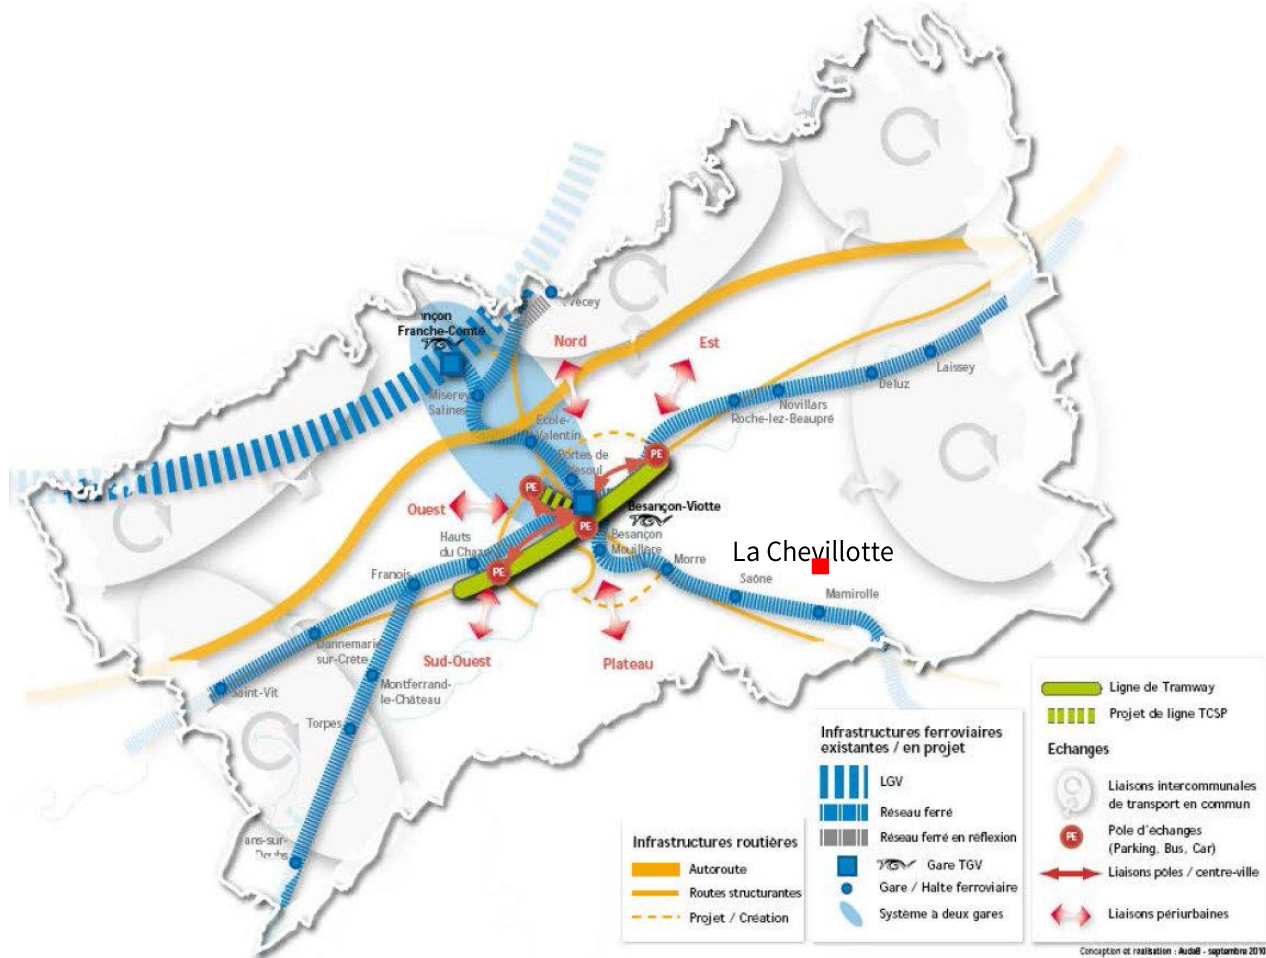 Vecey
nçon
Franche-Comté
Nord
Est
Miserey
Salines
Ecole-
Valentin
Laissey
Deluz
Novillars
Roche-lez-Beaupré
Portes de
Vesoul
PE
PE
Ouest
Besançon-Viotte
PE
Hauts
du Chazal
Besançon
Mouillère
Morre
La Chevillotte
Franois
PE
Saône
Mamirolle
Dannemarie-
sur-Crète
Sud-Ouest
Plateau
Saint-Vit
Montferrand-
le-Château
Torpes
ans-sur-
Doubs
Infrastructures routières
Autoroute
Routes structurantes
Projet / Création
Infrastructures ferroviaires
existantes / en projet
LGV
Réseau ferré
Réseau ferré en réflexion
Gare TGV
Gare / Halte ferroviaire
Système à deux gares
Ligne de Tramway
Projet de ligne TCSP
Echanges
Liaisons intercommunales
de transport en commun
PE
Pôle d'échanges
(Parking, Bus, Car)
Liaisons pôles / centre-ville
Liaisons périurbaines
Conception et réalisation : AudaB - septembre 2010